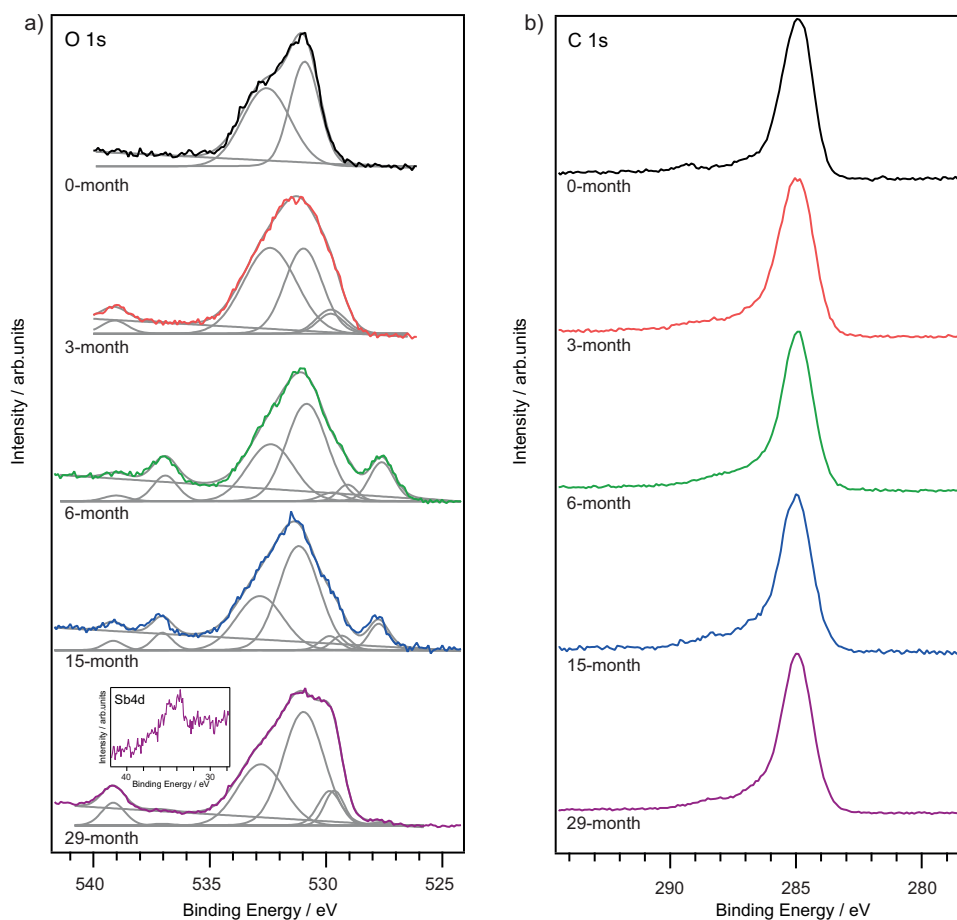 a)
O 1s
0-month
3-month
6-month
15-month
Sb4d
Intensity / arb.units
40 30
Binding Energy / eV
29-month
Intensity / arb.units
540 535 530 525
Binding Energy / eV
b)
C 1s
0-month
3-month
6-month
15-month
29-month
Intensity / arb.units
290 285 280
Binding Energy / eV